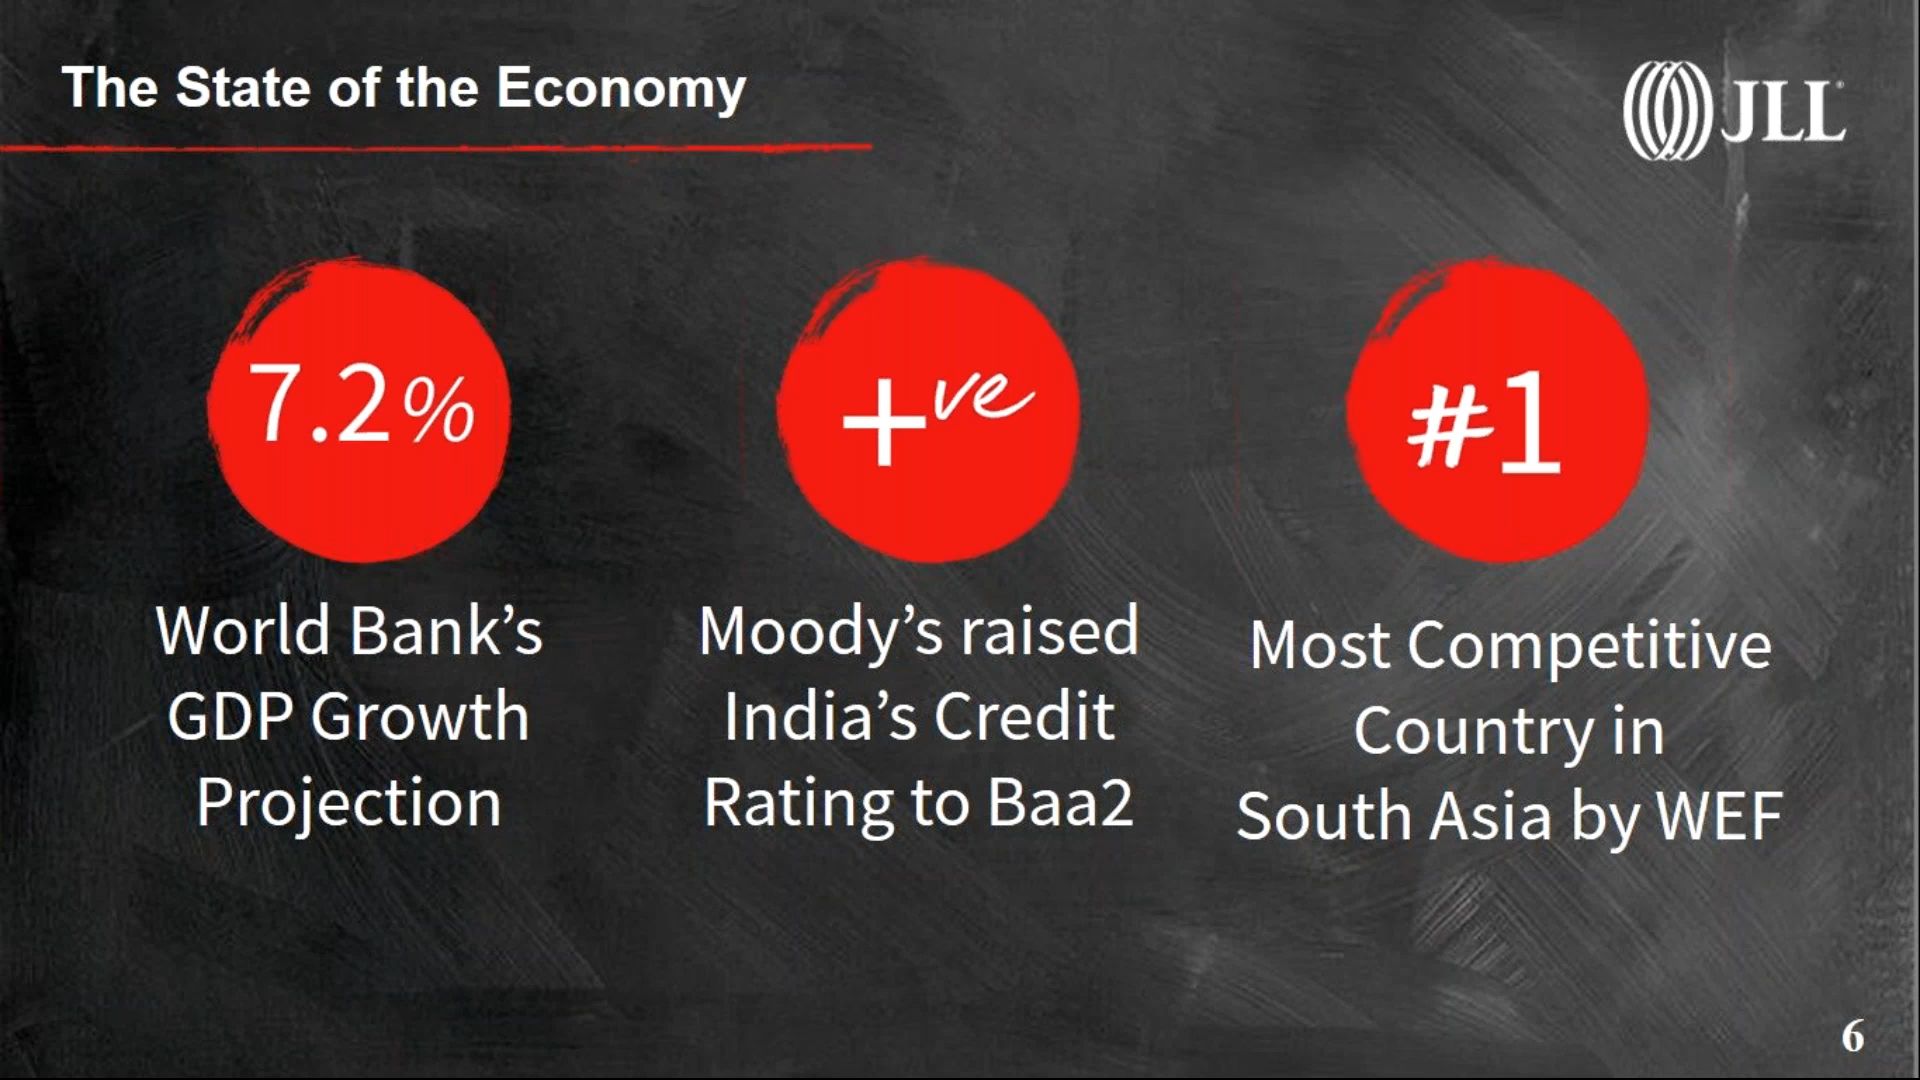 The State of the Economy
JLL
7.2%
+ve
#1
World Bank’s
GDP Growth
Projection
Moody’s raised
India’s Credit
Rating to Baa2
Most Competitive
Country in
South Asia by WEF
6